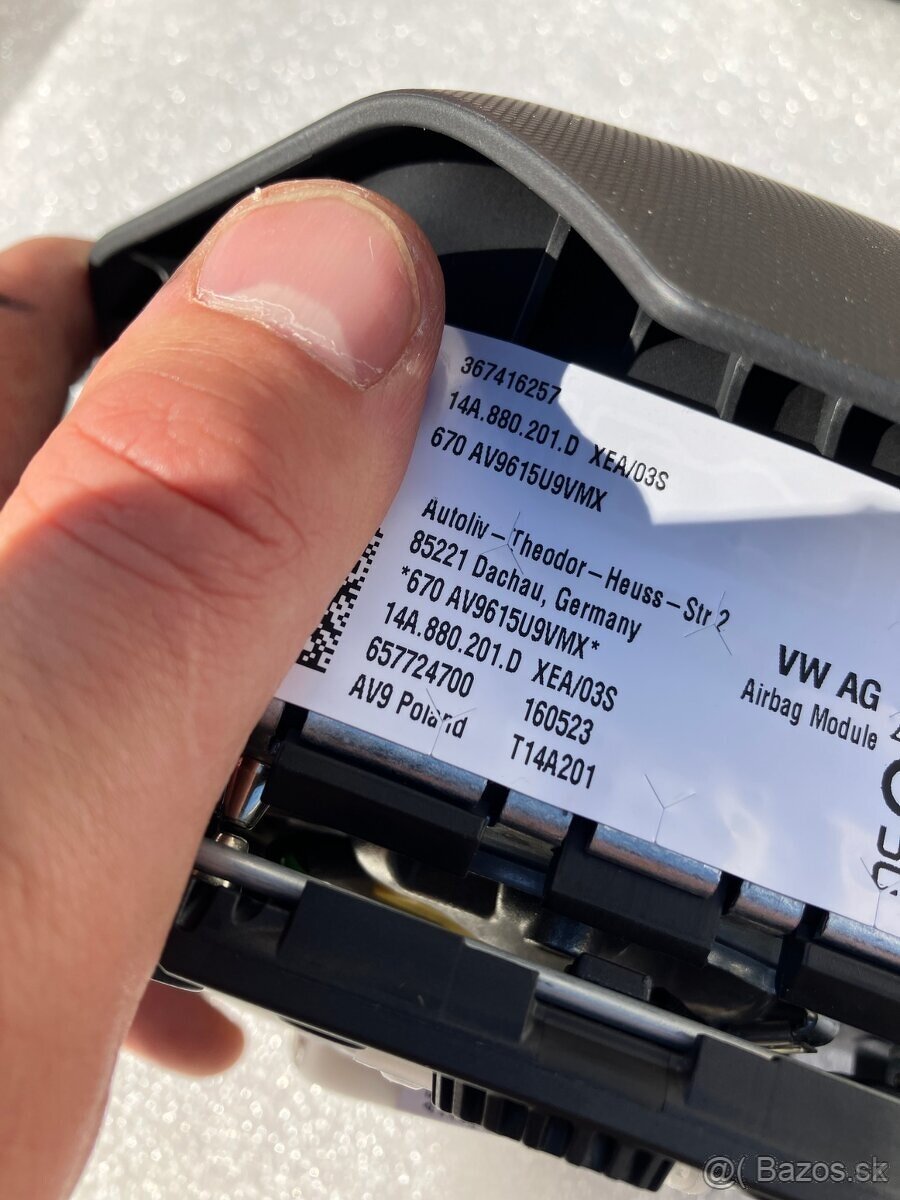 367416257
14A.880.201.D XEA/03S
670 AV9615U9VMX
Autoliv-Theodor-Heuss-Str 2
85221 Dachau, Germany
*670 AV9615U9VMX*
14A.880.201.D XEA/03S
657724700 160523
AV9 Poland T14A201
VW AG
Airbag Module
@( Bazos.sk